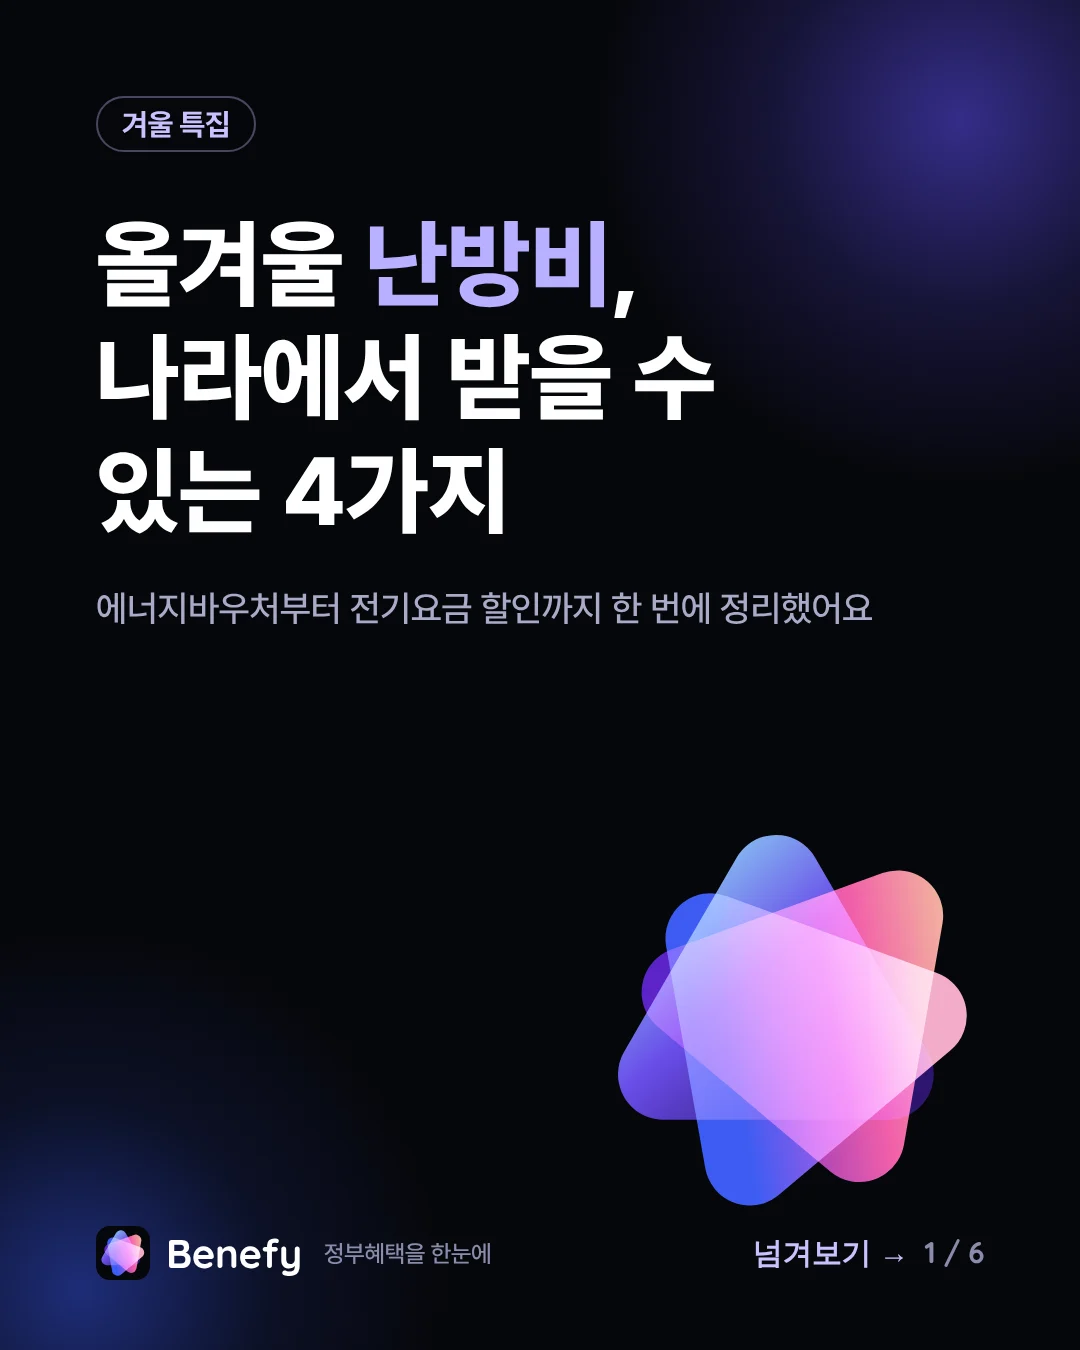 겨울 특집
올겨울 난방비,
나라에서 받을 수
있는 4가지
에너지바우처부터 전기요금 할인까지 한 번에 정리했어요
Benefy 정부혜택을 한눈에
넘겨보기 → 1 / 6